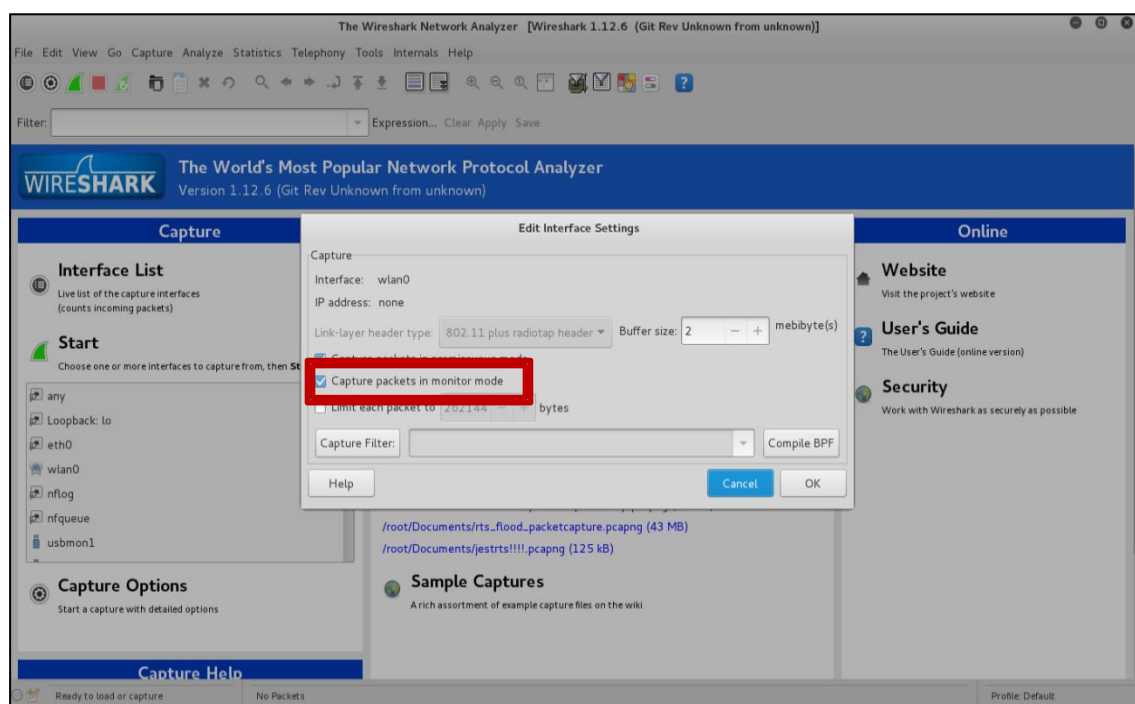 The Wireshark Network Analyzer [Wireshark 1.12.6 (Git Rev Unknown from unknown)]
File Edit View Go Capture Analyze Statistics Telephony Tools Internals Help
Filter: Expression... Clear Apply Save
WIRESHARK
The World's Most Popular Network Protocol Analyzer
Version 1.12.6 (Git Rev Unknown from unknown)
Capture
Interface List
Live list of the capture interfaces
(counts incoming packets)
Start
Choose one or more interfaces to capture from, then St
any
Loopback: lo
eth0
wlan0
nflog
nfqueue
usbmon1
Capture Options
Start a capture with detailed options
Capture Help
Edit Interface Settings
Capture
Interface: wlan0
IP address: none
Link-layer header type: 802.11 plus radiotap header Buffer size: 2 - + mebibyte(s)
Capture packets in promiscuous mode
Capture packets in monitor mode
Limit each packet to 262144 - + bytes
Capture Filter: Compile BPF
Help Cancel OK
/root/Documents/rts_flood_packetcapture.pcapng (43 MB)
/root/Documents/jestrts!!!!.pcapng (125 kB)
Sample Captures
A rich assortment of example capture files on the wiki
Online
Website
Visit the project's website
User's Guide
The User's Guide (online version)
Security
Work with Wireshark as securely as possible
Ready to load or capture No Packets Profile: Default